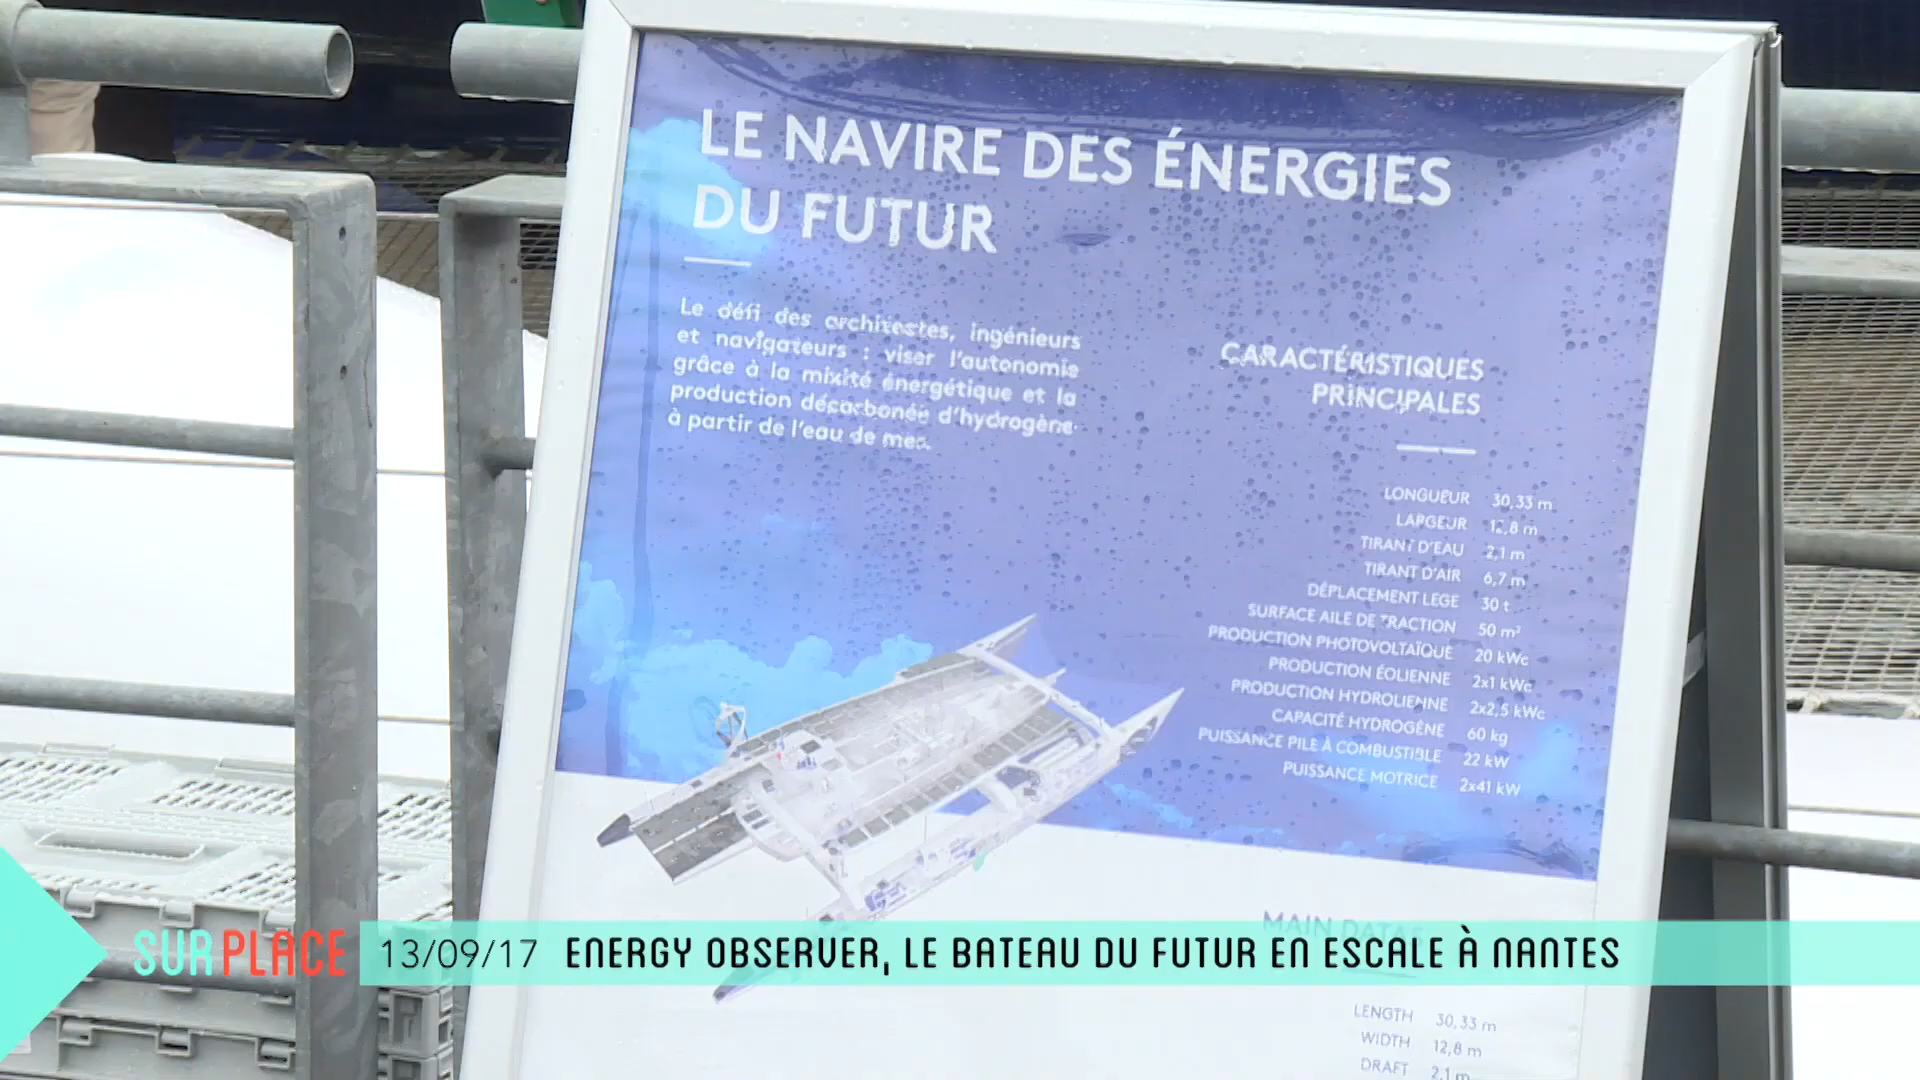 LE NAVIRE DES ÉNERGIES
DU FUTUR
Le défi des architectes, ingénieurs
et navigateurs : viser l'autonomie
grâce à la mixité énergétique et la
production décarbonée d'hydrogène
à partir de l'eau de mer.
CARACTÉRISTIQUES
PRINCIPALES
LONGUEUR 30,33 m
LARGEUR 12,8 m
TIRANT D'EAU 2,1 m
TIRANT D'AIR 6,7 m
DÉPLACEMENT LEGE 30 t
SURFACE AILE DE TRACTION 50 m²
PRODUCTION PHOTOVOLTAÏQUE 20 kWc
PRODUCTION ÉOLIENNE 2x1 kWc
PRODUCTION HYDROLIENNE 2x2,5 kWc
CAPACITÉ HYDROGÈNE 60 kg
PUISSANCE PILE À COMBUSTIBLE 22 kW
PUISSANCE MOTRICE 2x41 kW
MAIN DATAS
SUR PLACE 13/09/17 ENERGY OBSERVER, LE BATEAU DU FUTUR EN ESCALE À NANTES
LENGTH 30,33 m
WIDTH 12,8 m
DRAFT 2,1 m